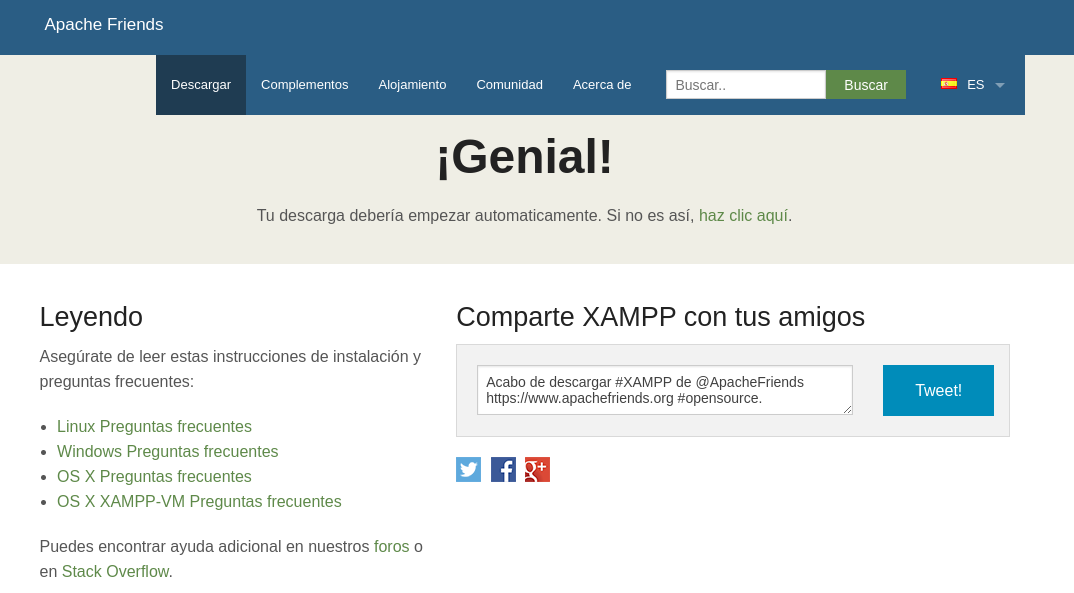 Apache Friends
Descargar
Complementos
Alojamiento
Comunidad
Acerca de
Buscar..
Buscar
ES
¡Genial!
Tu descarga debería empezar automaticamente. Si no es así, haz clic aquí.
Leyendo
Asegúrate de leer estas instrucciones de instalación y
preguntas frecuentes:
Linux Preguntas frecuentes
Windows Preguntas frecuentes
OS X Preguntas frecuentes
OS X XAMPP-VM Preguntas frecuentes
Puedes encontrar ayuda adicional en nuestros foros o
en Stack Overflow.
Comparte XAMPP con tus amigos
Acabo de descargar #XAMPP de @ApacheFriends
https://www.apachefriends.org #opensource.
Tweet!